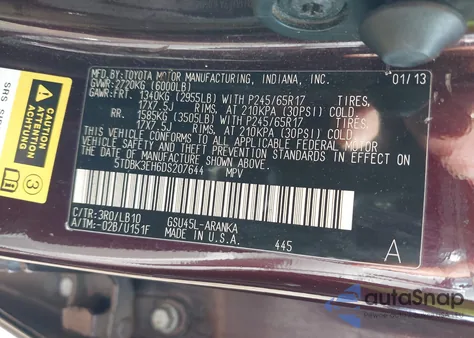 MFD. BY: TOYOTA MOTOR MANUFACTURING, INDIANA, INC. 01/13
GVWR: 2720KG (6000LB)
GAWR: FRT. 1340KG (2955LB) WITH P245/65R17 TIRES,
17X7.5J RIMS, AT 210KPA (30PSI) COLD
RR. 1585KG (3505LB) WITH P245/65R17 TIRES,
17X7.5J RIMS, AT 210KPA (30PSI) COLD
THIS VEHICLE CONFORMS TO ALL APPLICABLE FEDERAL MOTOR
VEHICLE SAFETY AND THEFT PREVENTION STANDARDS IN
EFFECT ON THE DATE OF MANUFACTURE SHOWN ABOVE.
5TDBK3EH6DS207644 MPV
C/TR: 3R0/LB10 GSU45L-ARANKA
A/TM: -02B/U151F MADE IN U.S.A. 445 A
SRS
CAUTION
ATTENTION
3
autoSnap